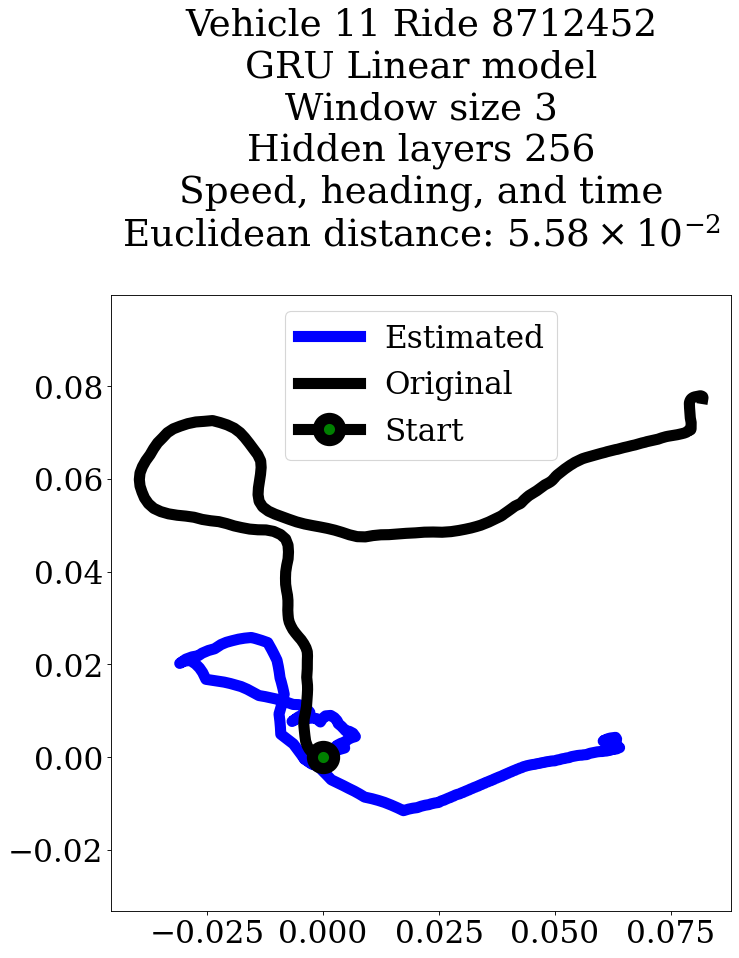 Vehicle 11 Ride 8712452
GRU Linear model
Window size 3
Hidden layers 256
Speed, heading, and time
Euclidean distance: 5.58 × 10⁻²
Estimated
Original
Start
0.08
0.06
0.04
0.02
0.00
−0.02
−0.025 0.000 0.025 0.050 0.075